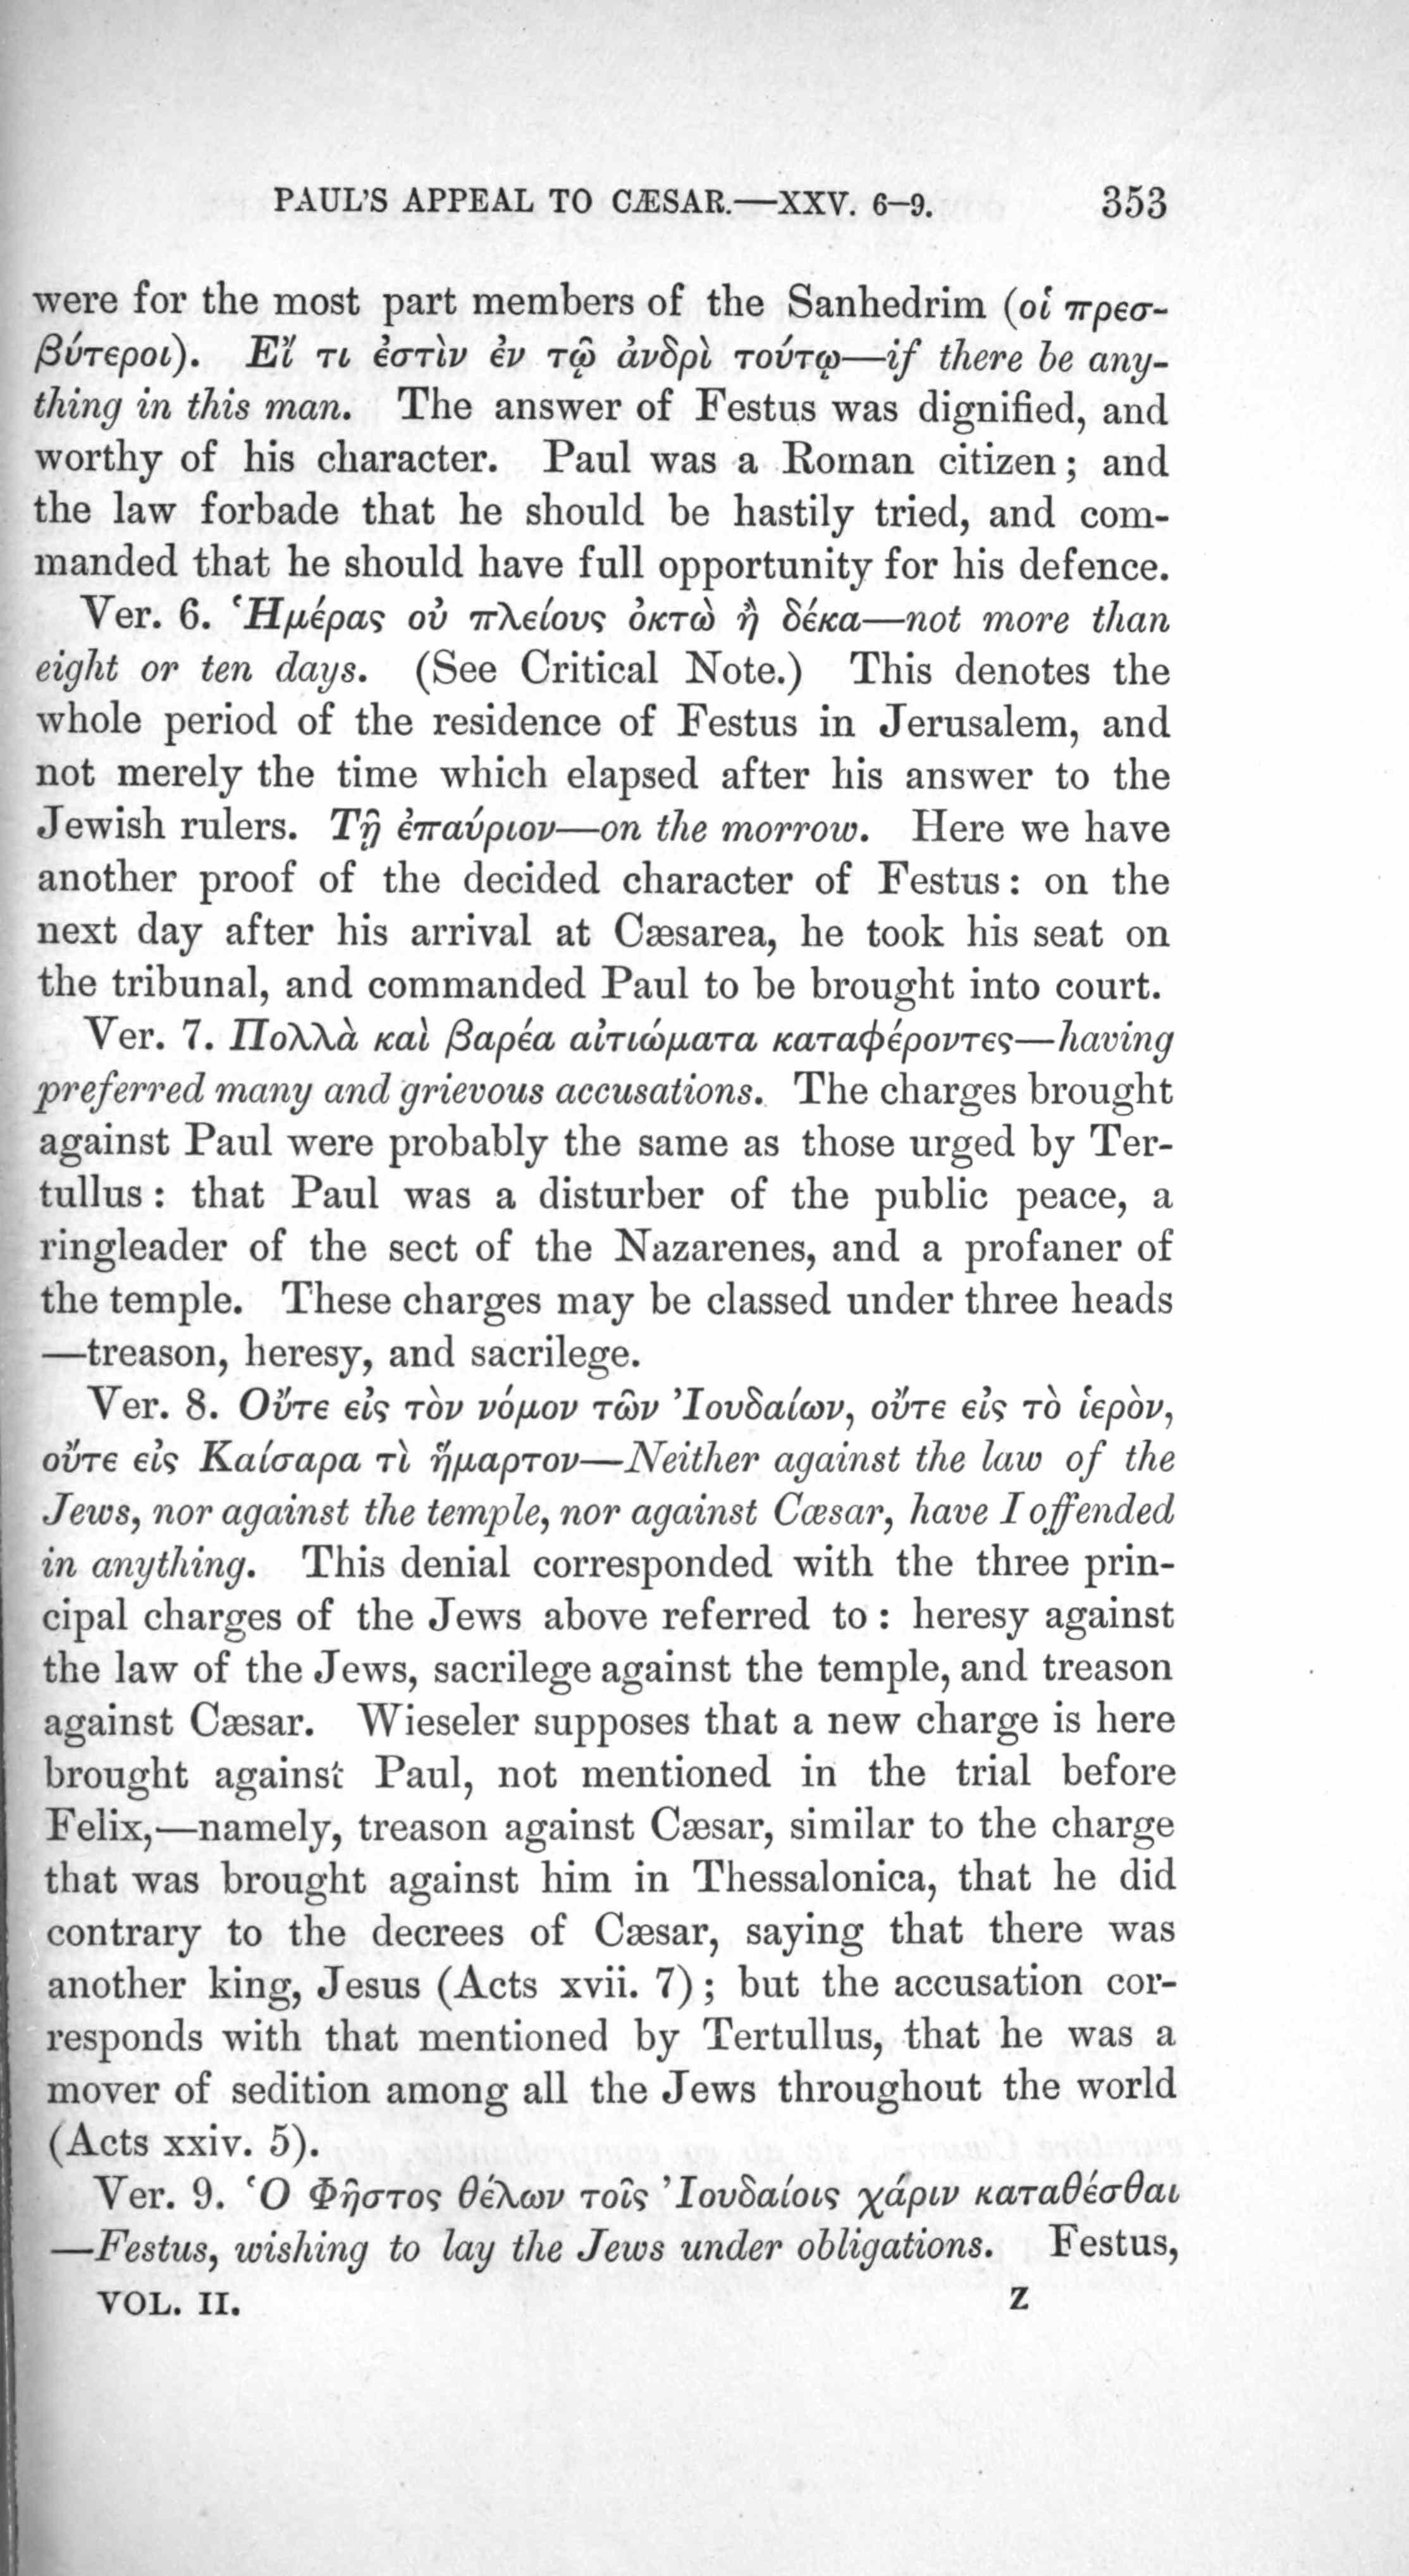 PAUL'S APPEAL TO CÆSAR.—XXV. 6–9. 353
were for the most part members of the Sanhedrim (οἱ πρεσ-
βύτεροι). Εἴ τι ἐστὶν ἐν τῷ ἀνδρὶ τούτῳ—if there be any-
thing in this man. The answer of Festus was dignified, and
worthy of his character. Paul was a Roman citizen; and
the law forbade that he should be hastily tried, and com-
manded that he should have full opportunity for his defence.
Ver. 6. Ἡμέρας οὐ πλείους ὀκτὼ ἢ δέκα—not more than
eight or ten days. (See Critical Note.) This denotes the
whole period of the residence of Festus in Jerusalem, and
not merely the time which elapsed after his answer to the
Jewish rulers. Τῇ ἐπαύριον—on the morrow. Here we have
another proof of the decided character of Festus: on the
next day after his arrival at Cæsarea, he took his seat on
the tribunal, and commanded Paul to be brought into court.
Ver. 7. Πολλὰ καὶ βαρέα αἰτιώματα καταφέροντες—having
preferred many and grievous accusations. The charges brought
against Paul were probably the same as those urged by Ter-
tullus: that Paul was a disturber of the public peace, a
ringleader of the sect of the Nazarenes, and a profaner of
the temple. These charges may be classed under three heads
—treason, heresy, and sacrilege.
Ver. 8. Οὔτε εἰς τὸν νόμον τῶν Ἰουδαίων, οὔτε εἰς τὸ ἱερὸν,
οὔτε εἰς Καίσαρα τὶ ἥμαρτον—Neither against the law of the
Jews, nor against the temple, nor against Cæsar, have I offended
in anything. This denial corresponded with the three prin-
cipal charges of the Jews above referred to: heresy against
the law of the Jews, sacrilege against the temple, and treason
against Cæsar. Wieseler supposes that a new charge is here
brought against Paul, not mentioned in the trial before
Felix,—namely, treason against Cæsar, similar to the charge
that was brought against him in Thessalonica, that he did
contrary to the decrees of Cæsar, saying that there was
another king, Jesus (Acts xvii. 7); but the accusation cor-
responds with that mentioned by Tertullus, that he was a
mover of sedition among all the Jews throughout the world
(Acts xxiv. 5).
Ver. 9. Ὁ Φῆστος θέλων τοῖς Ἰουδαίοις χάριν καταθέσθαι
—Festus, wishing to lay the Jews under obligations. Festus,
VOL. II. Z